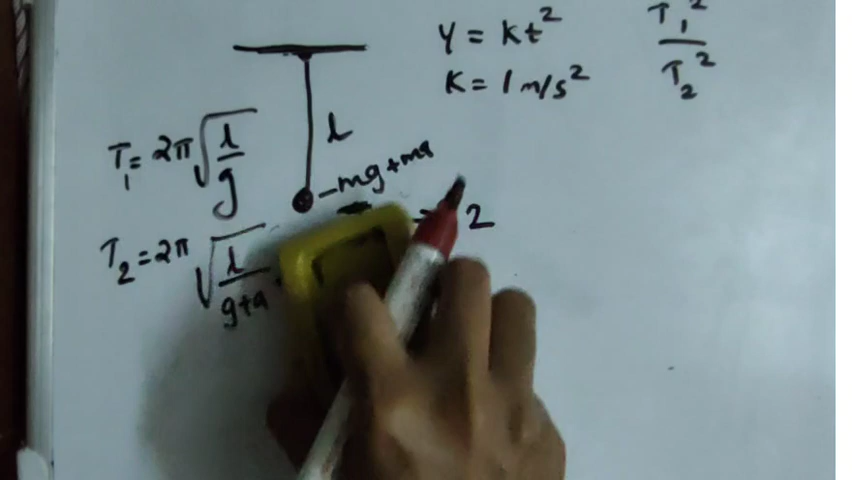 Y = Kt²
K = 1 m/s²
T₁²
T₂²
l
T₁ = 2π√(l/g)
-mg+ma
T₂ = 2π√(l/g+a)
2